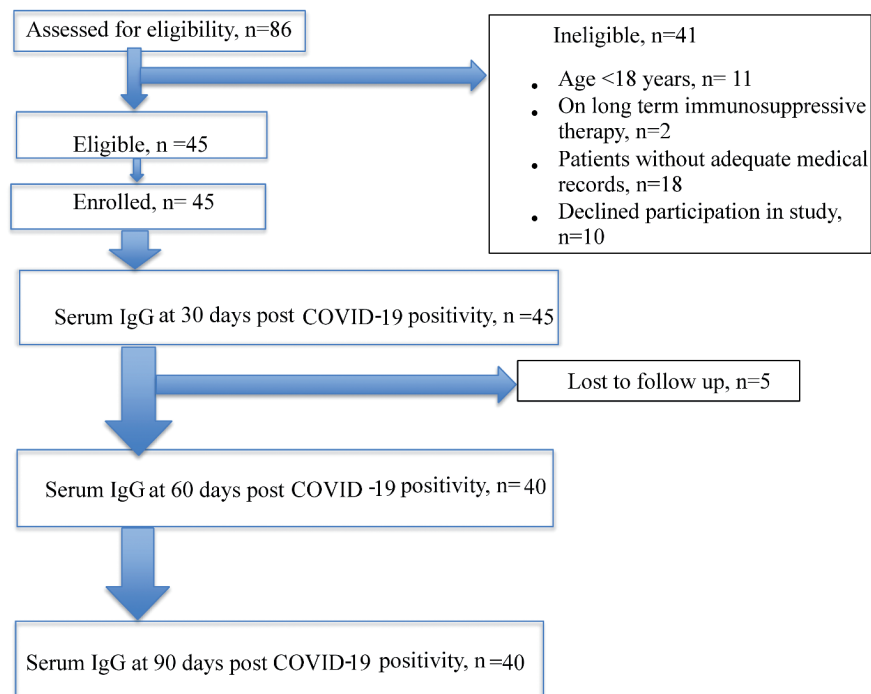 Assessed for eligibility, n=86
Ineligible, n=41
• Age <18 years, n= 11
• On long term immunosuppressive
therapy, n=2
• Patients without adequate medical
records, n=18
• Declined participation in study,
n=10
Eligible, n =45
Enrolled, n= 45
Serum IgG at 30 days post COVID-19 positivity, n =45
Lost to follow up, n=5
Serum IgG at 60 days post COVID -19 positivity, n= 40
Serum IgG at 90 days post COVID-19 positivity, n =40